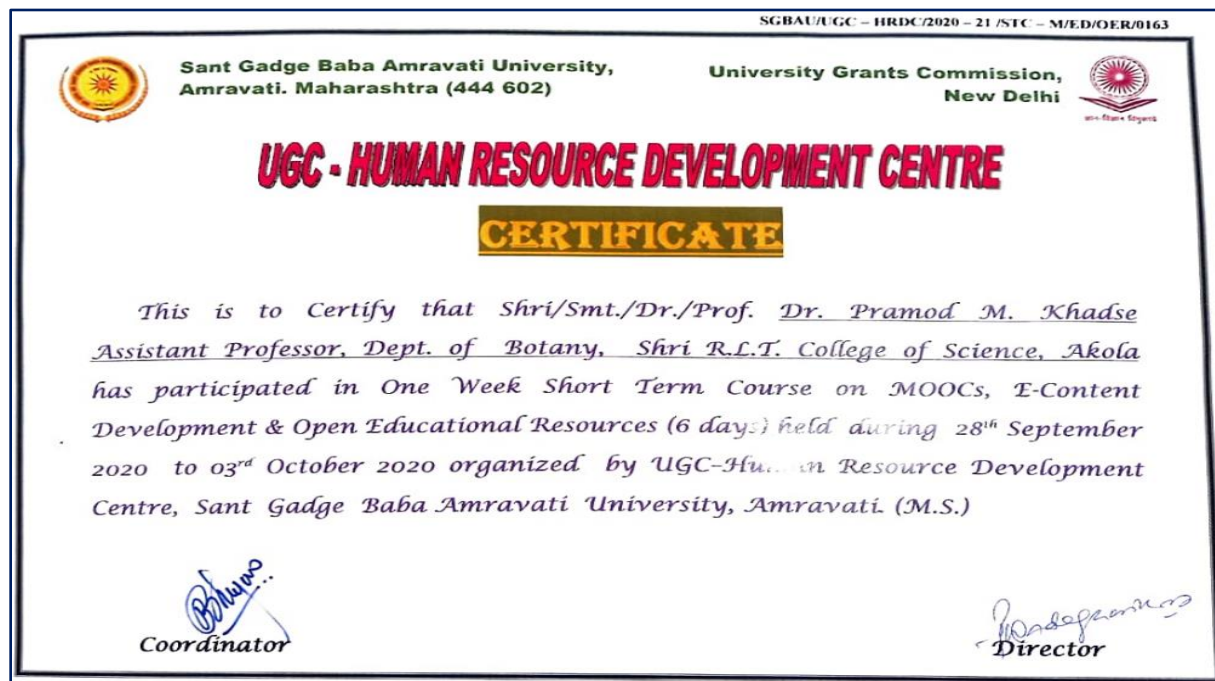 SGBAU/UGC – HRDC/2020 – 21 /STC – M/ED/OER/0163
Sant Gadge Baba Amravati University,
Amravati. Maharashtra (444 602)
University Grants Commission,
New Delhi
UGC - HUMAN RESOURCE DEVELOPMENT CENTRE
CERTIFICATE
This is to Certify that Shri/Smt./Dr./Prof. Dr. Pramod M. Khadse
Assistant Professor, Dept. of Botany, Shri R.L.T. College of Science, Akola
has participated in One Week Short Term Course on MOOCs, E-Content
Development & Open Educational Resources (6 days) held during 28th September
2020 to 03rd October 2020 organized by UGC-Human Resource Development
Centre, Sant Gadge Baba Amravati University, Amravati. (M.S.)
Coordinator
Director